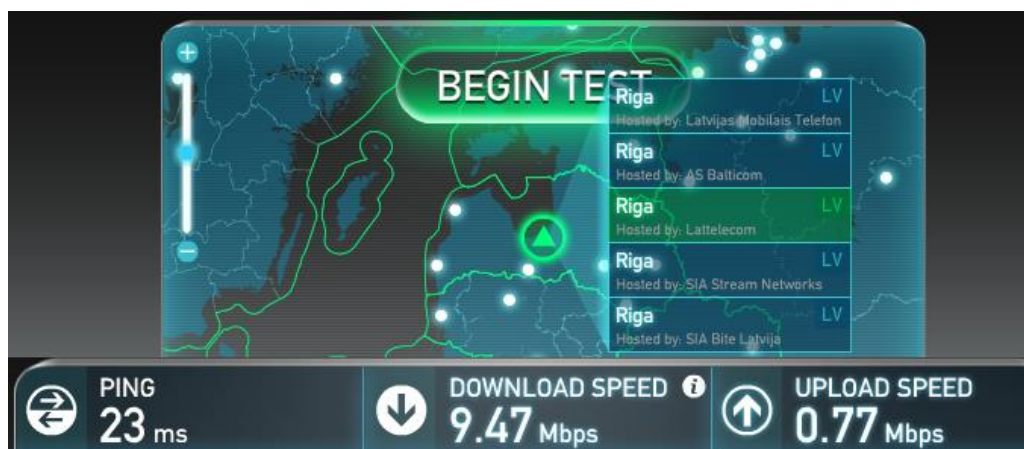 BEGIN TEST
Riga LV
Hosted by: Latvijas Mobilais Telefon
Riga LV
Hosted by: AS Balticom
Riga LV
Hosted by: Lattelecom
Riga LV
Hosted by: SIA Stream Networks
Riga LV
Hosted by: SIA Bite Latvija
PING
23 ms
DOWNLOAD SPEED i
9.47 Mbps
UPLOAD SPEED
0.77 Mbps